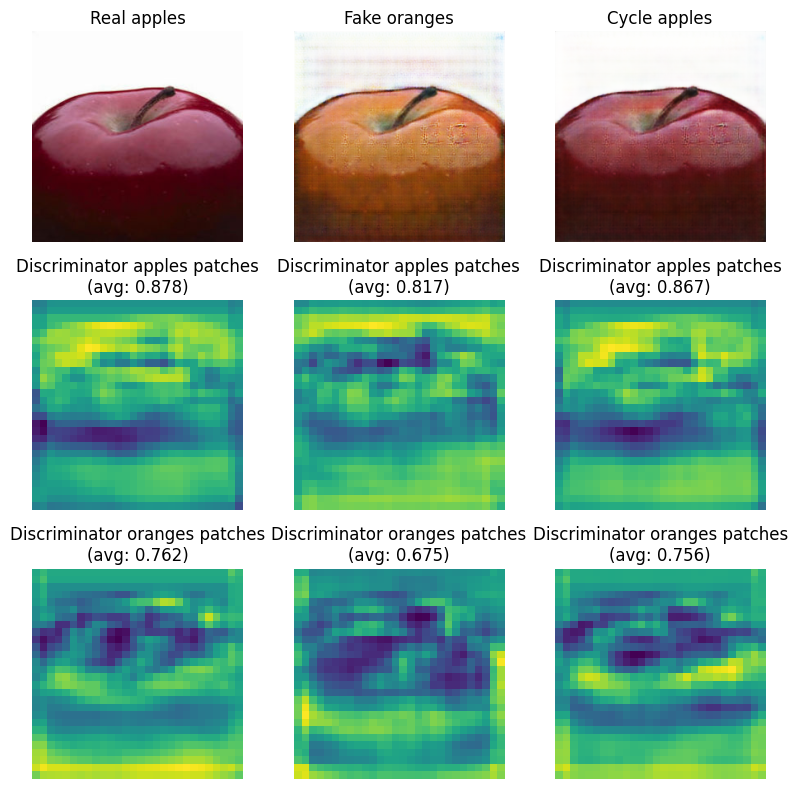 Real apples
Fake oranges
Cycle apples
Discriminator apples patches
(avg: 0.878)
Discriminator apples patches
(avg: 0.817)
Discriminator apples patches
(avg: 0.867)
Discriminator oranges patches
(avg: 0.762)
Discriminator oranges patches
(avg: 0.675)
Discriminator oranges patches
(avg: 0.756)